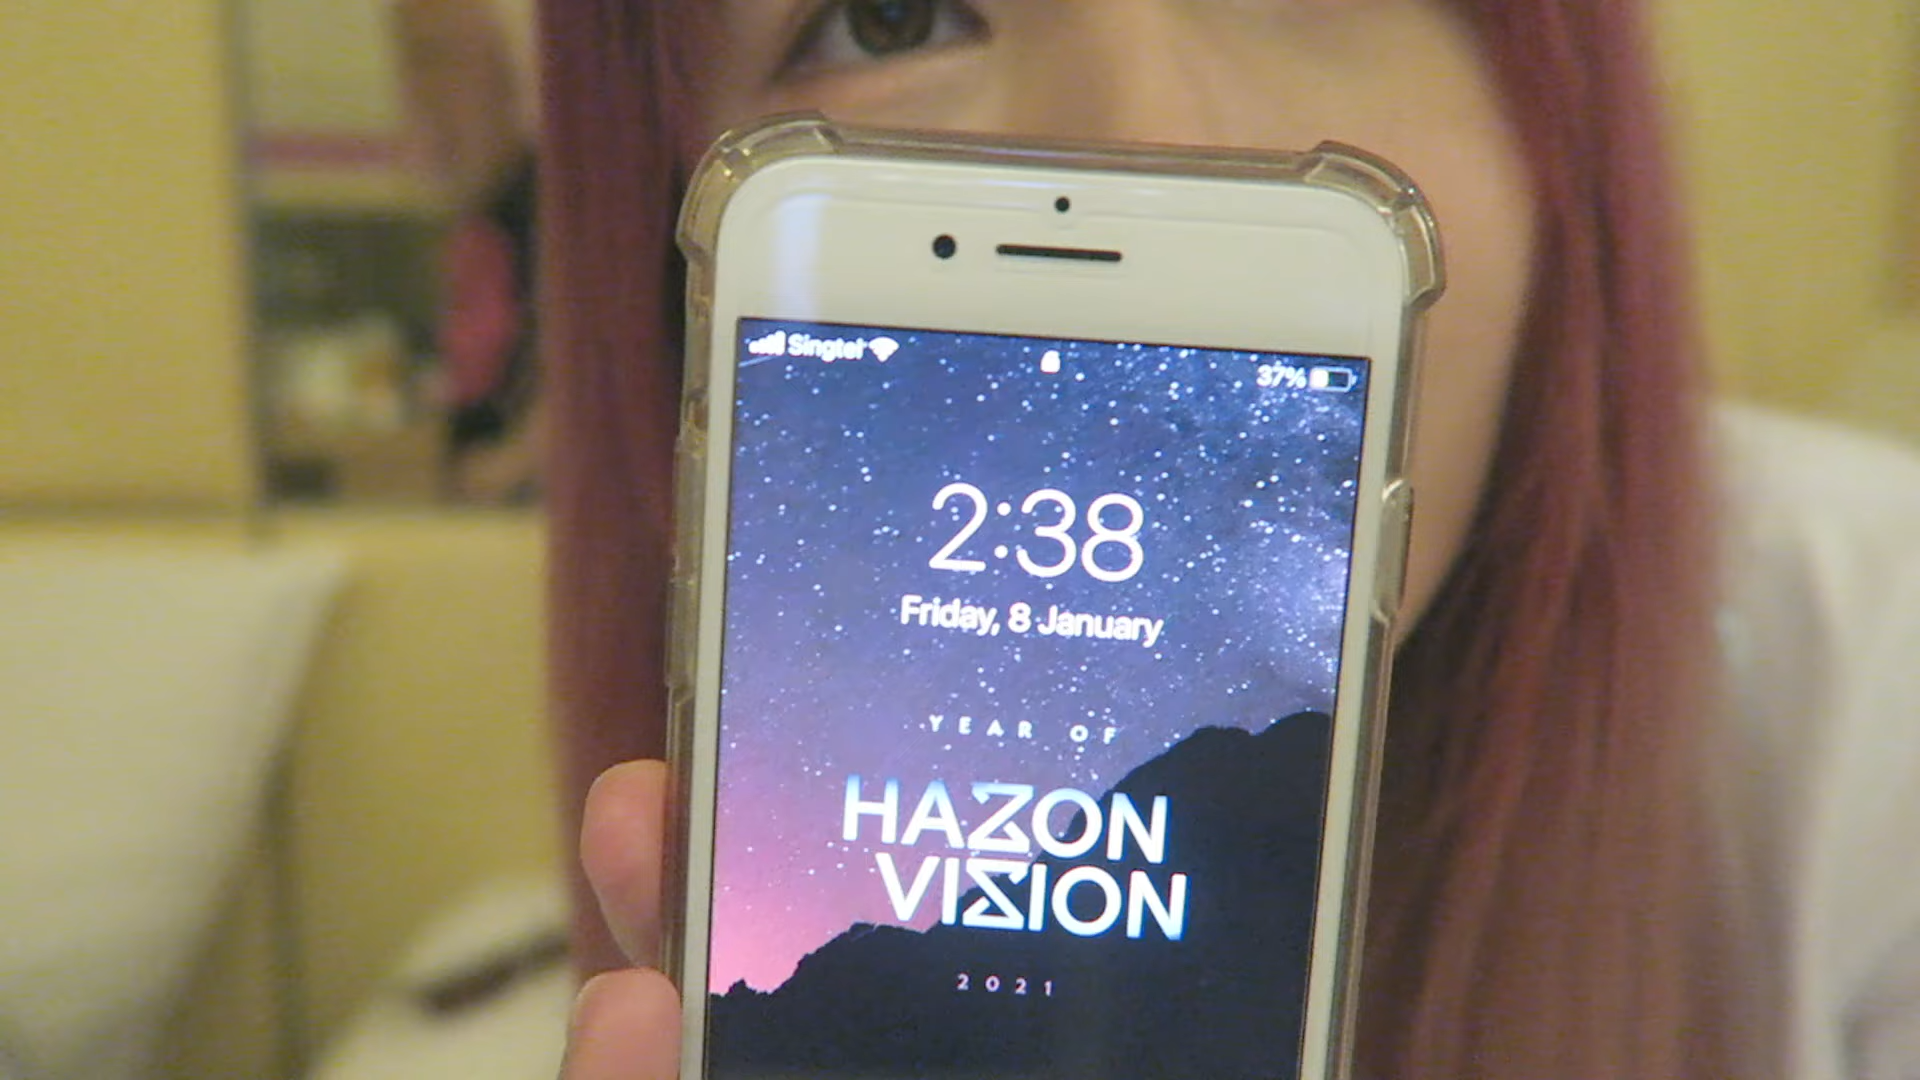 Singtel
37%
2:38
Friday, 8 January
YEAR OF
HAZON
VISION
2021